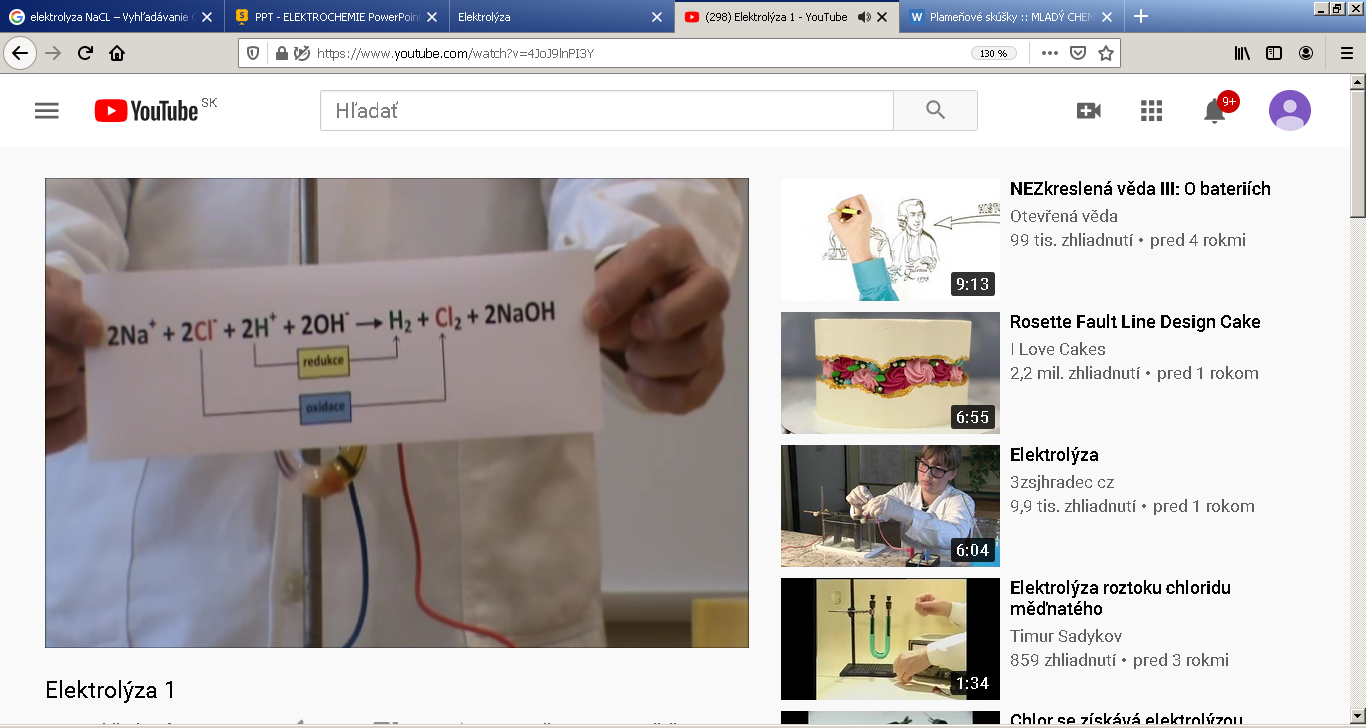 elektrolyza NaCL – Vyhľadávanie
PPT - ELEKTROCHEMIE PowerPoin
Elektrolýza
(298) Elektrolýza 1 - YouTube
Plameňové skúšky :: MLADÝ CHEM
https://www.youtube.com/watch?v=4JoJ9lnPI3Y
130 %
YouTube SK
Hľadať
9+
2Na⁺ + 2Cl⁻ + 2H⁺ + 2OH⁻ → H₂ + Cl₂ + 2NaOH
redukce
oxidace
Elektrolýza 1
NEZkreslená věda III: O bateriích
Otevřená věda
99 tis. zhliadnutí • pred 4 rokmi
9:13
Rosette Fault Line Design Cake
I Love Cakes
2,2 mil. zhliadnutí • pred 1 rokom
6:55
Elektrolýza
3zsjhradec cz
9,9 tis. zhliadnutí • pred 1 rokom
6:04
Elektrolýza roztoku chloridu
měďnatého
Timur Sadykov
859 zhliadnutí • pred 3 rokmi
1:34
Chlor se získává elektrolýzou